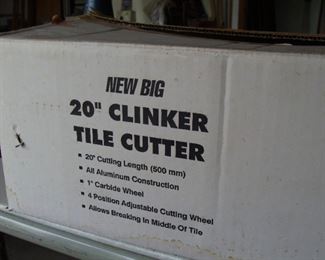 NEW BIG
20" CLINKER
TILE CUTTER
▪ 20" Cutting Length (500 mm)
▪ All Aluminum Construction
▪ 1" Carbide Wheel
▪ 4 Position Adjustable Cutting Wheel
▪ Allows Breaking In Middle Of Tile